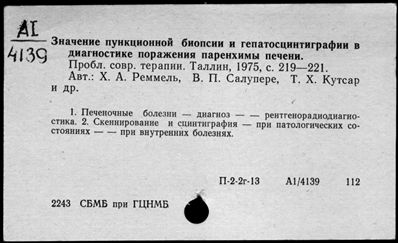 AI
4139
Значение пункционной биопсии и гепатосцинтиграфии в
диагностике поражения паренхимы печени.
Пробл. совр. терапии. Таллин, 1975, с. 219—221.
Авт.: Х. А. Реммель, В. П. Салупере, Т. Х. Кутсар
и др.
1. Печеночные болезни — диагноз — — рентгенорадиодиагно-
стика. 2. Скеннирование и сцинтиграфия — при патологических со-
стояниях — — при внутренних болезнях.
П-2-2г-13 А1/4139 112
2243 СБМБ при ГЦНМБ